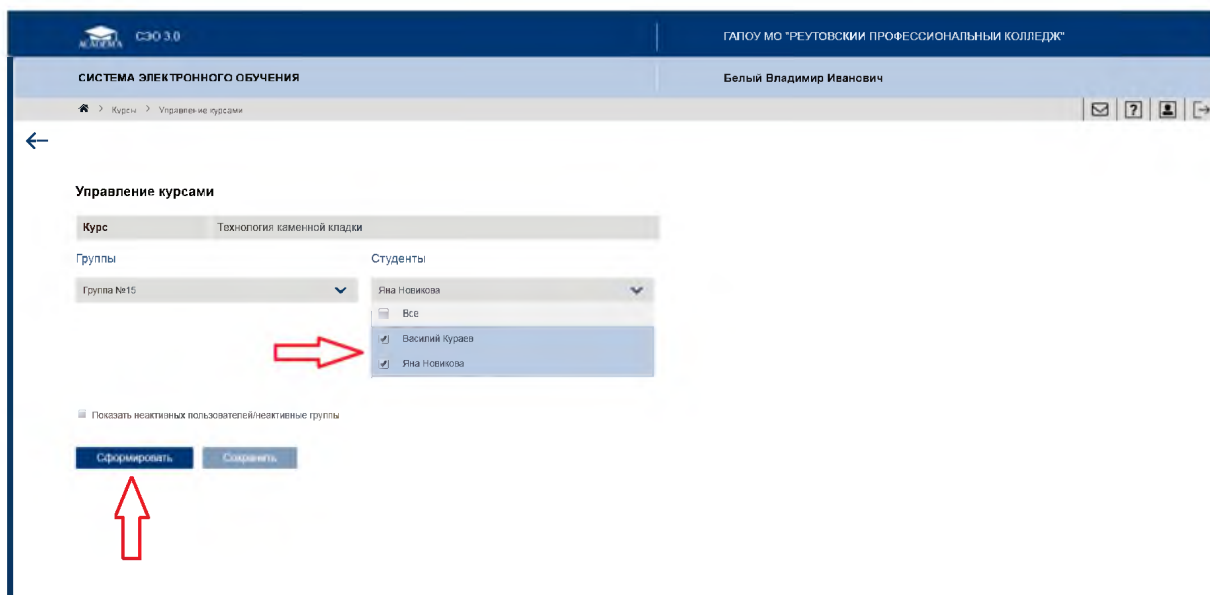 ACADEMIA СЭО 3.0
ГАПОУ МО "РЕУТОВСКИЙ ПРОФЕССИОНАЛЬНЫЙ КОЛЛЕДЖ"
СИСТЕМА ЭЛЕКТРОННОГО ОБУЧЕНИЯ
Белый Владимир Иванович
Курсы > Управление курсами
Управление курсами
Курс Технология каменной кладки
Группы Студенты
Группа №15 Яна Новикова
Все
Василий Кураев
Яна Новикова
Показать неактивных пользователей/неактивные группы
Сформировать Сохранить